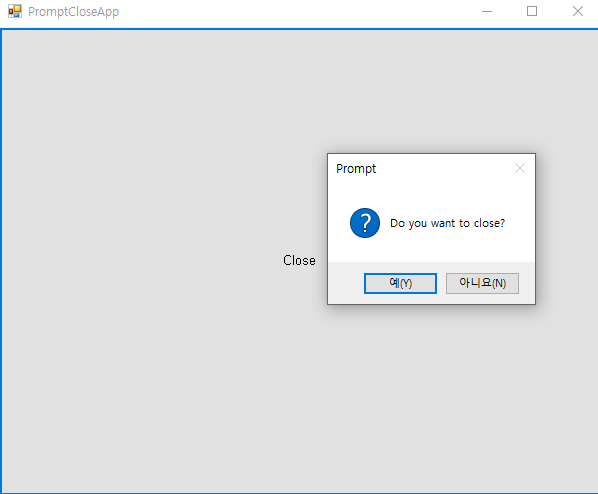 PromptCloseApp
Prompt
Do you want to close?
Close
예(Y) 아니요(N)